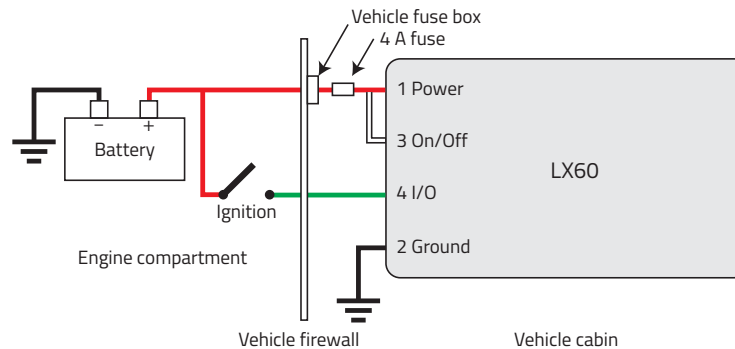 Vehicle fuse box
4 A fuse
1 Power
− +
Battery
3 On/Off
LX60
4 I/O
Ignition
2 Ground
Engine compartment
Vehicle firewall
Vehicle cabin